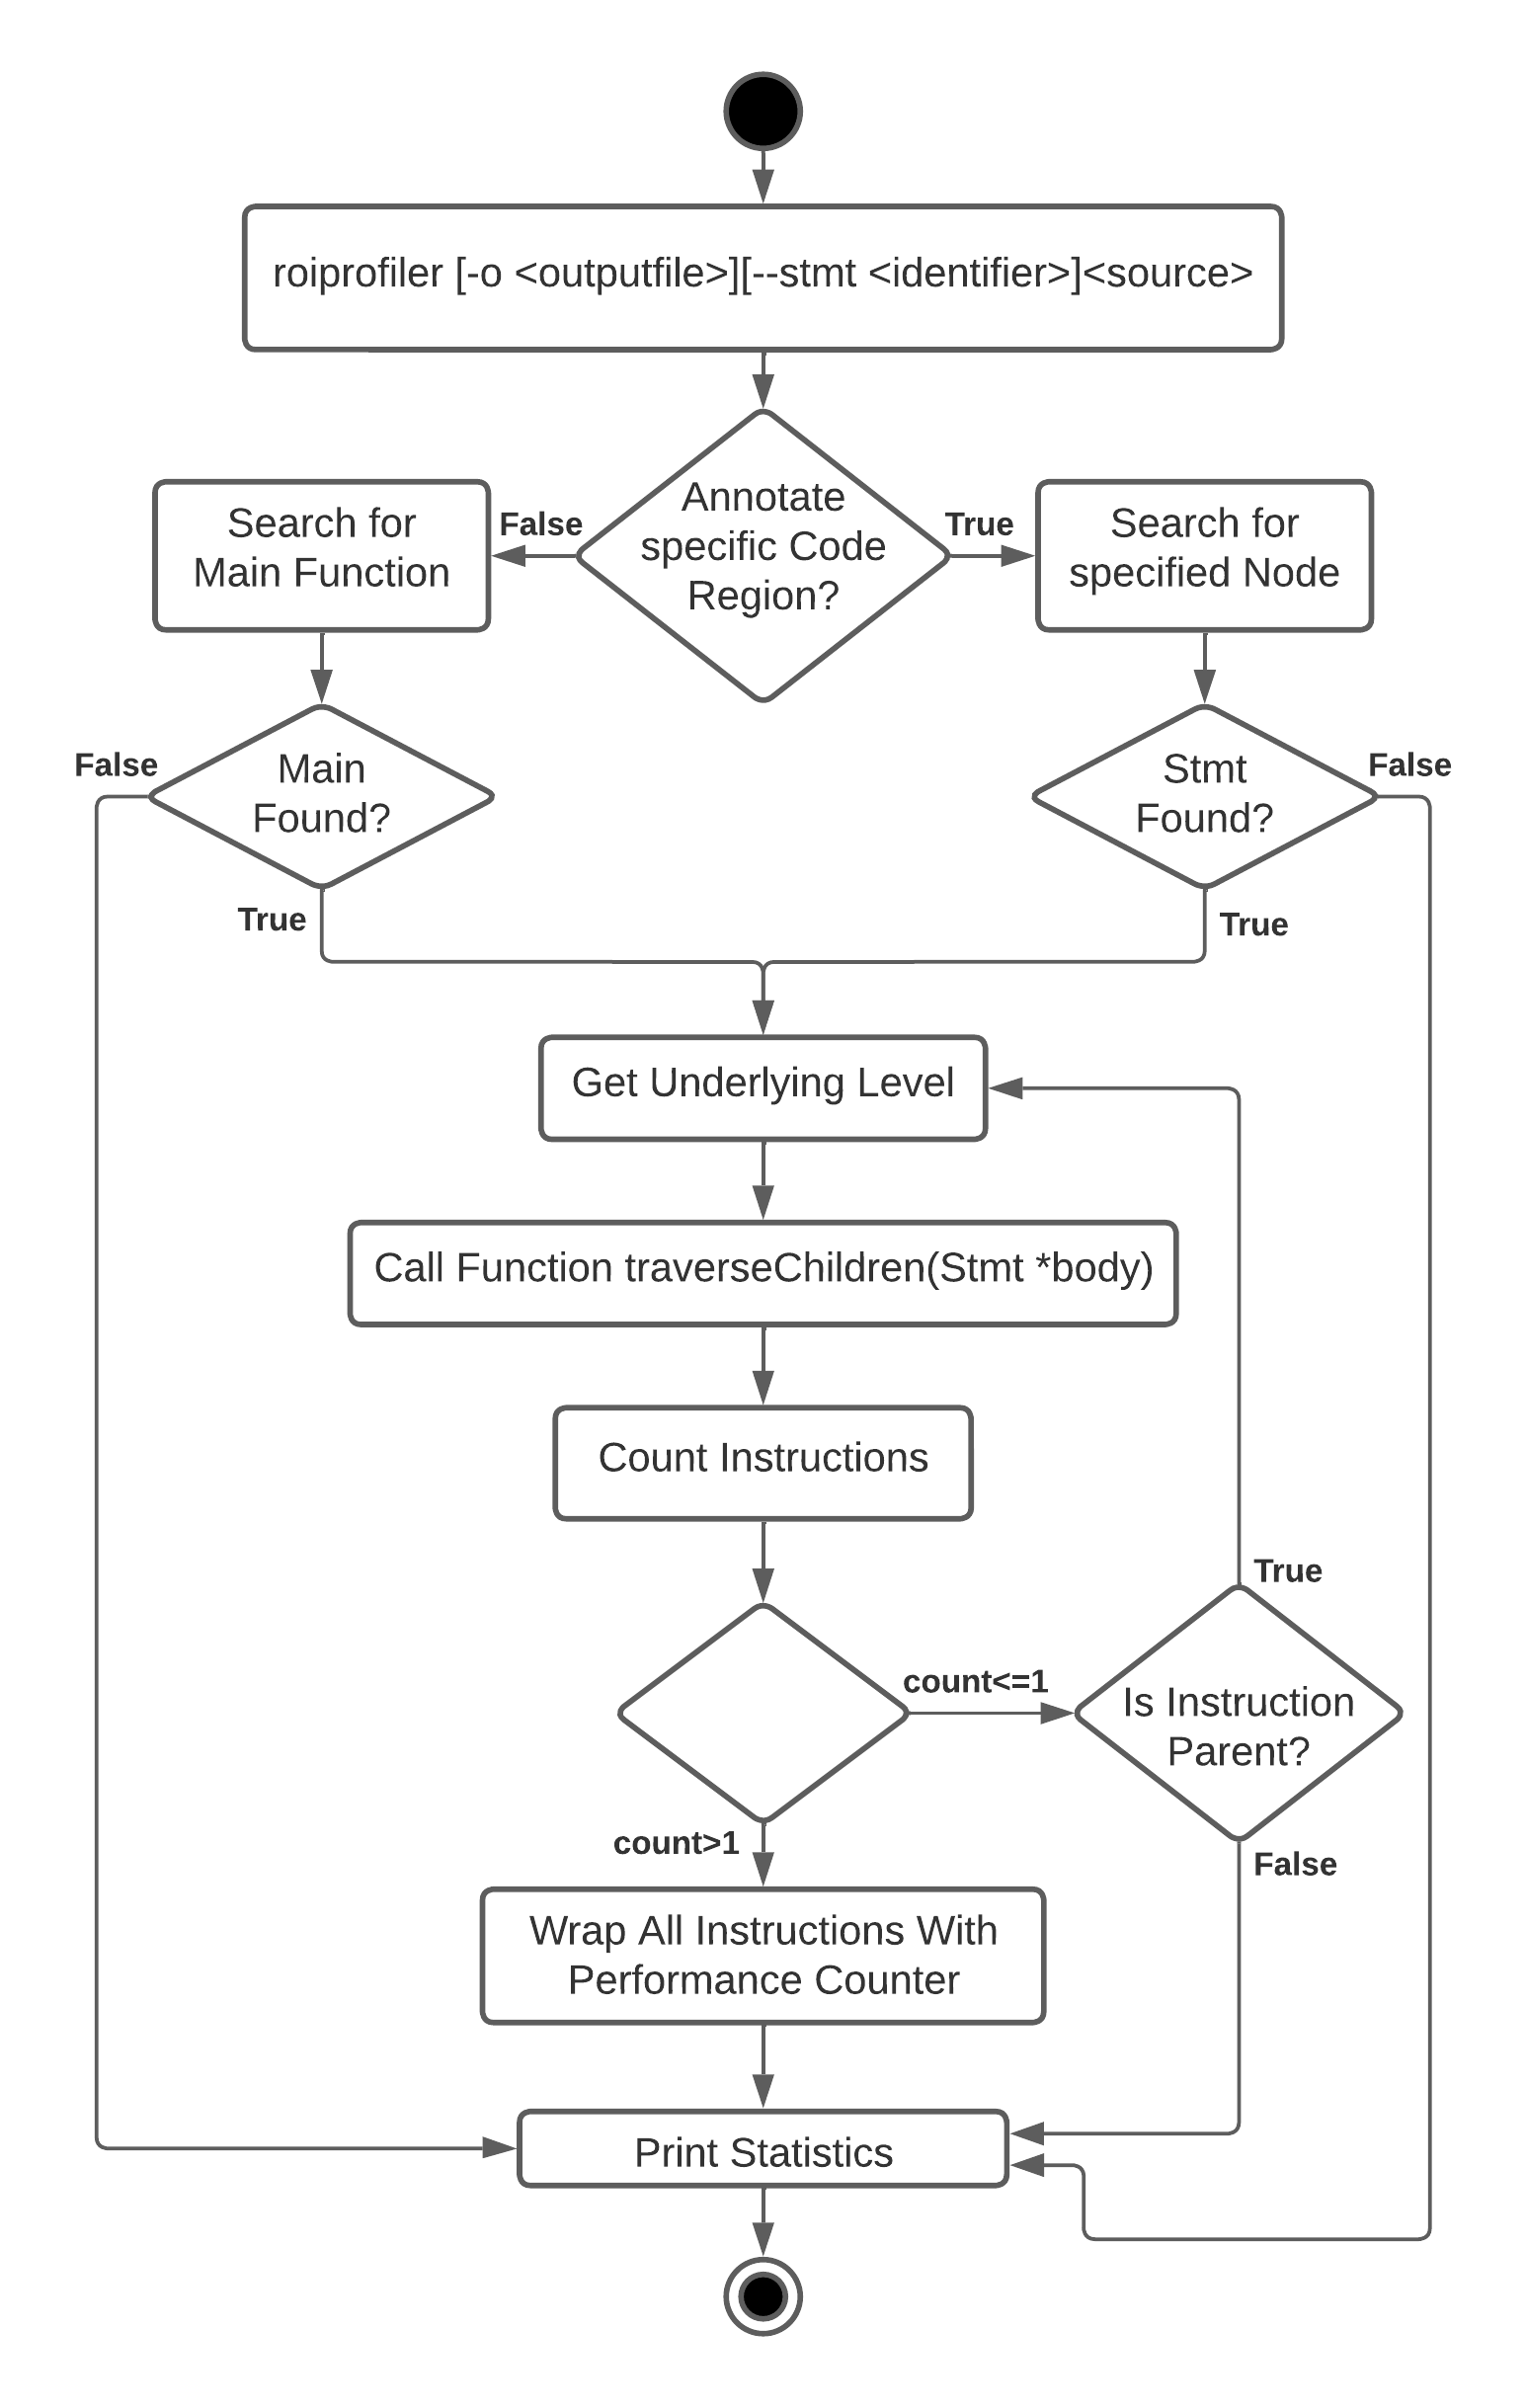 roiprofiler [-o <outputfile>][--stmt <identifier>]<source>
Annotate
specific Code
Region?
False
True
Search for
Main Function
Search for
specified Node
Main
Found?
False
True
Stmt
Found?
False
True
Get Underlying Level
Call Function traverseChildren(Stmt *body)
Count Instructions
count<=1
Is Instruction
Parent?
True
False
count>1
Wrap All Instructions With
Performance Counter
Print Statistics